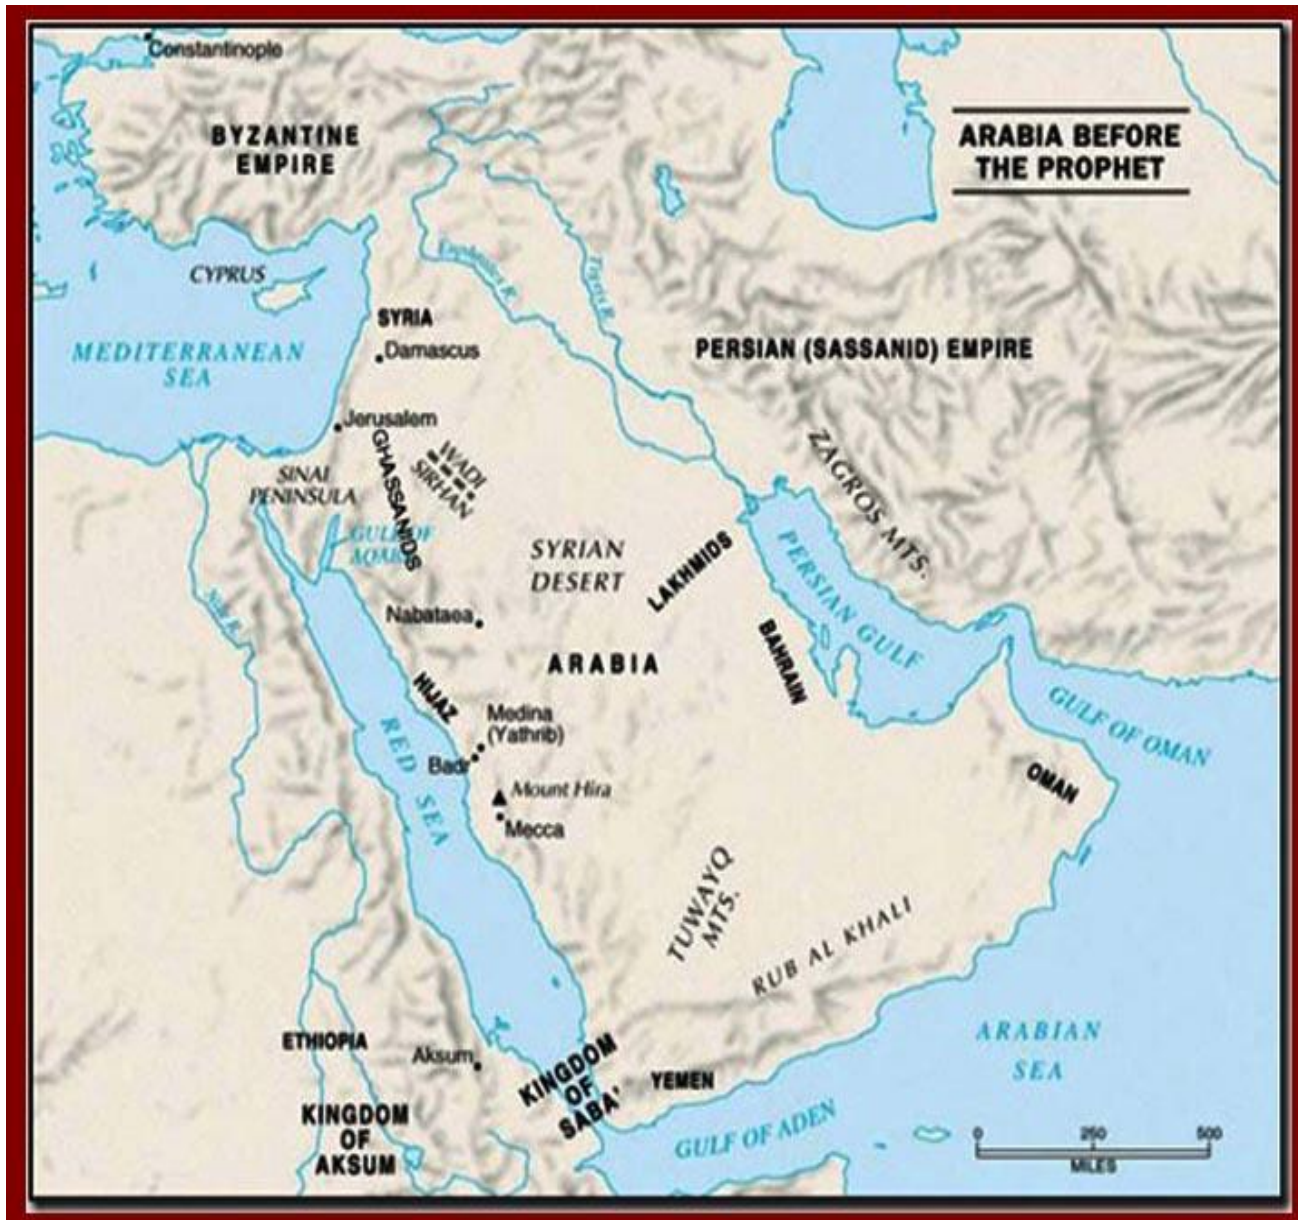 Constantinople
BYZANTINE
EMPIRE
ARABIA BEFORE
THE PROPHET
CYPRUS
Euphrates R.
Tigris R.
SYRIA
Damascus
MEDITERRANEAN
SEA
PERSIAN (SASSANID) EMPIRE
Jerusalem
GHASSANIDS
WADI
SIRHAN
SINAI
PENINSULA
GULF OF
AQABA
ZAGROS MTS.
SYRIAN
DESERT
LAKHMIDS
PERSIAN GULF
Nile R.
Nabataea
BAHRAIN
ARABIA
HIJAZ
GULF OF OMAN
Medina
(Yathrib)
Badr
RED SEA
OMAN
Mount Hira
Mecca
TUWAYQ
MTS.
RUB AL KHALI
ETHIOPIA
Aksum
KINGDOM
OF
SABA'
YEMEN
ARABIAN
SEA
KINGDOM
OF
AKSUM
GULF OF ADEN
0 250 500
MILES